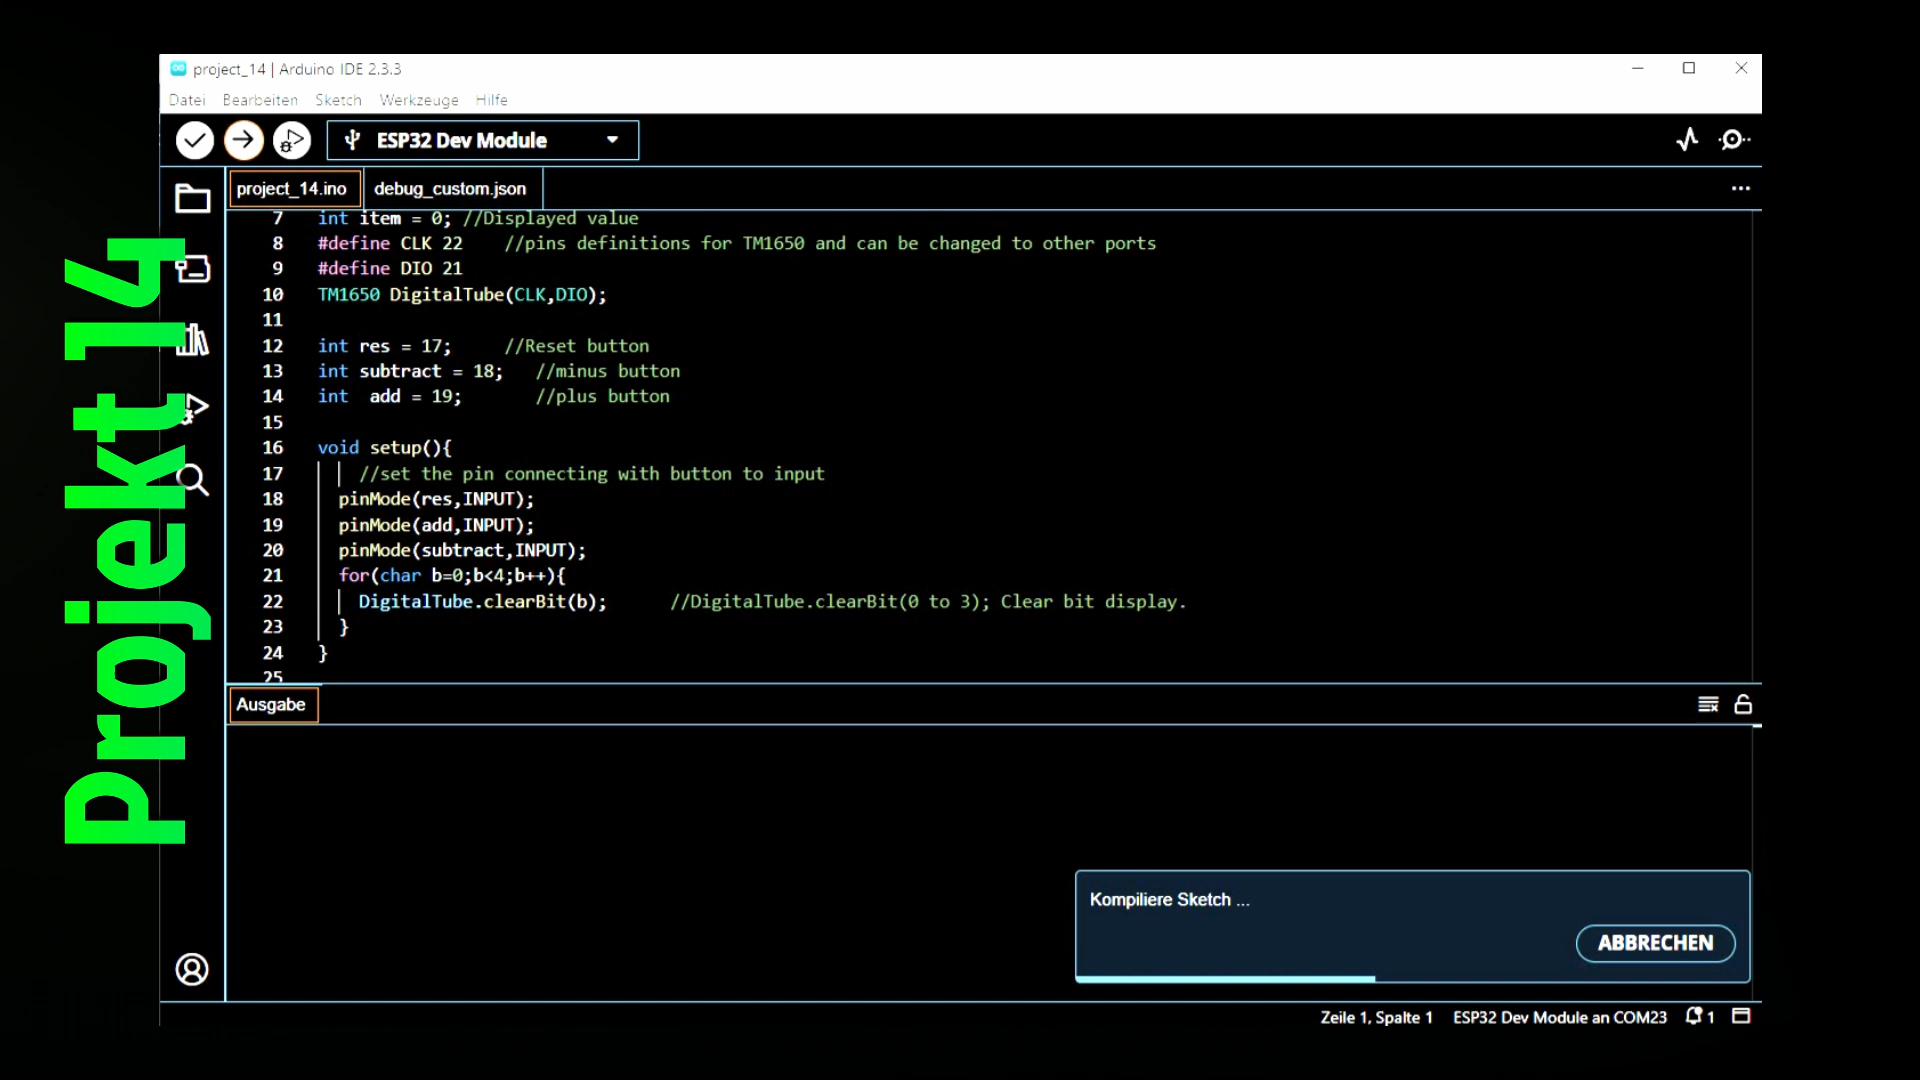 Projekt 14
project_14 | Arduino IDE 2.3.3
Datei Bearbeiten Sketch Werkzeuge Hilfe
ESP32 Dev Module
project_14.ino debug_custom.json
7 int item = 0; //Displayed value
8 #define CLK 22 //pins definitions for TM1650 and can be changed to other ports
9 #define DIO 21
10 TM1650 DigitalTube(CLK,DIO);
11
12 int res = 17; //Reset button
13 int subtract = 18; //minus button
14 int add = 19; //plus button
15
16 void setup(){
17 //set the pin connecting with button to input
18 pinMode(res,INPUT);
19 pinMode(add,INPUT);
20 pinMode(subtract,INPUT);
21 for(char b=0;b<4;b++){
22 DigitalTube.clearBit(b); //DigitalTube.clearBit(0 to 3); Clear bit display.
23 }
24 }
25
Ausgabe
Kompiliere Sketch ...
ABBRECHEN
Zeile 1, Spalte 1 ESP32 Dev Module an COM23 1